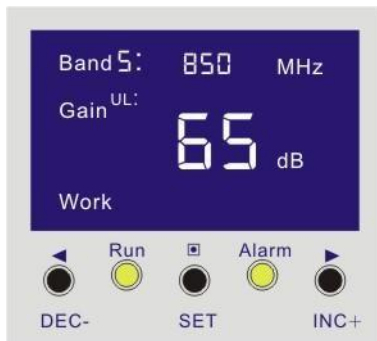 Band 5: 850 MHz
Gain UL: 65 dB
Work
Run Alarm
DEC- SET INC+